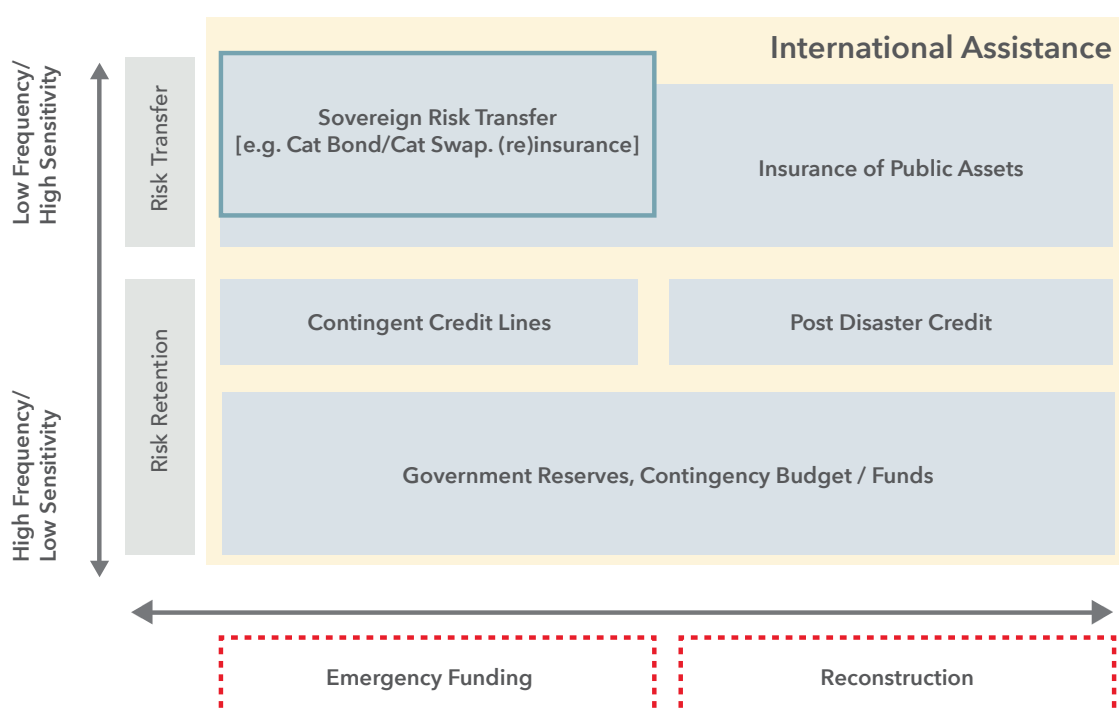 International Assistance
Low Frequency/
High Sensitivity
Risk Transfer
Sovereign Risk Transfer
[e.g. Cat Bond/Cat Swap. (re)insurance]
Insurance of Public Assets
High Frequency/
Low Sensitivity
Risk Retention
Contingent Credit Lines
Post Disaster Credit
Government Reserves, Contingency Budget / Funds
Emergency Funding
Reconstruction